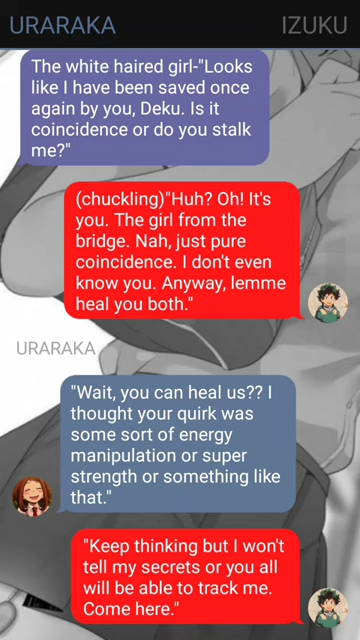 URARAKA IZUKU
The white haired girl-"Looks
like I have been saved once
again by you, Deku. Is it
coincidence or do you stalk
me?"
(chuckling)"Huh? Oh! It's
you. The girl from the
bridge. Nah, just pure
coincidence. I don't even
know you. Anyway, lemme
heal you both."
URARAKA
"Wait, you can heal us?? I
thought your quirk was
some sort of energy
manipulation or super
strength or something like
that."
"Keep thinking but I won't
tell my secrets or you all
will be able to track me.
Come here."